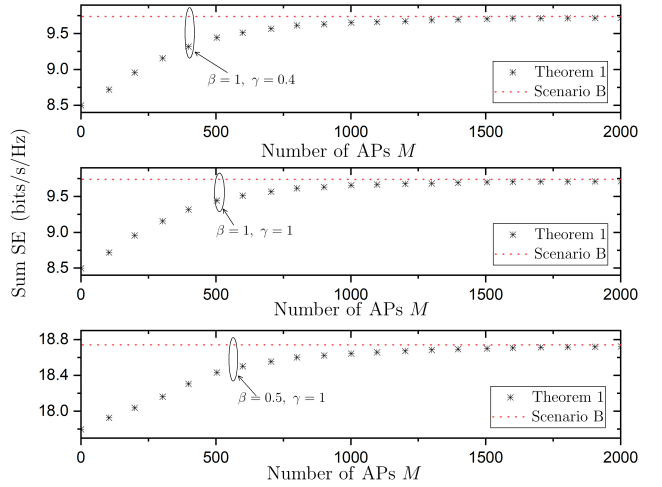 Sum SE (bits/s/Hz)
9.5
9.0
8.5
β = 1, γ = 0.4
Theorem 1
Scenario B
0 500 1000 1500 2000
Number of APs M
9.5
9.0
8.5
β = 1, γ = 1
Theorem 1
Scenario B
0 500 1000 1500 2000
Number of APs M
18.8
18.4
18.0
β = 0.5, γ = 1
Theorem 1
Scenario B
0 500 1000 1500 2000
Number of APs M